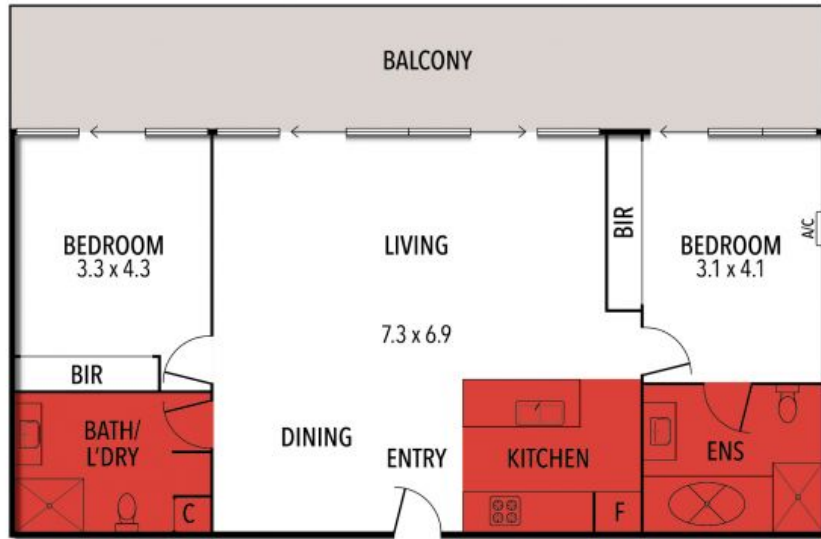 BALCONY
BEDROOM
3.3 x 4.3
LIVING
7.3 x 6.9
BIR
BEDROOM
3.1 x 4.1
A/C
BIR
BATH/
L'DRY
C
DINING
ENTRY
KITCHEN
F
ENS